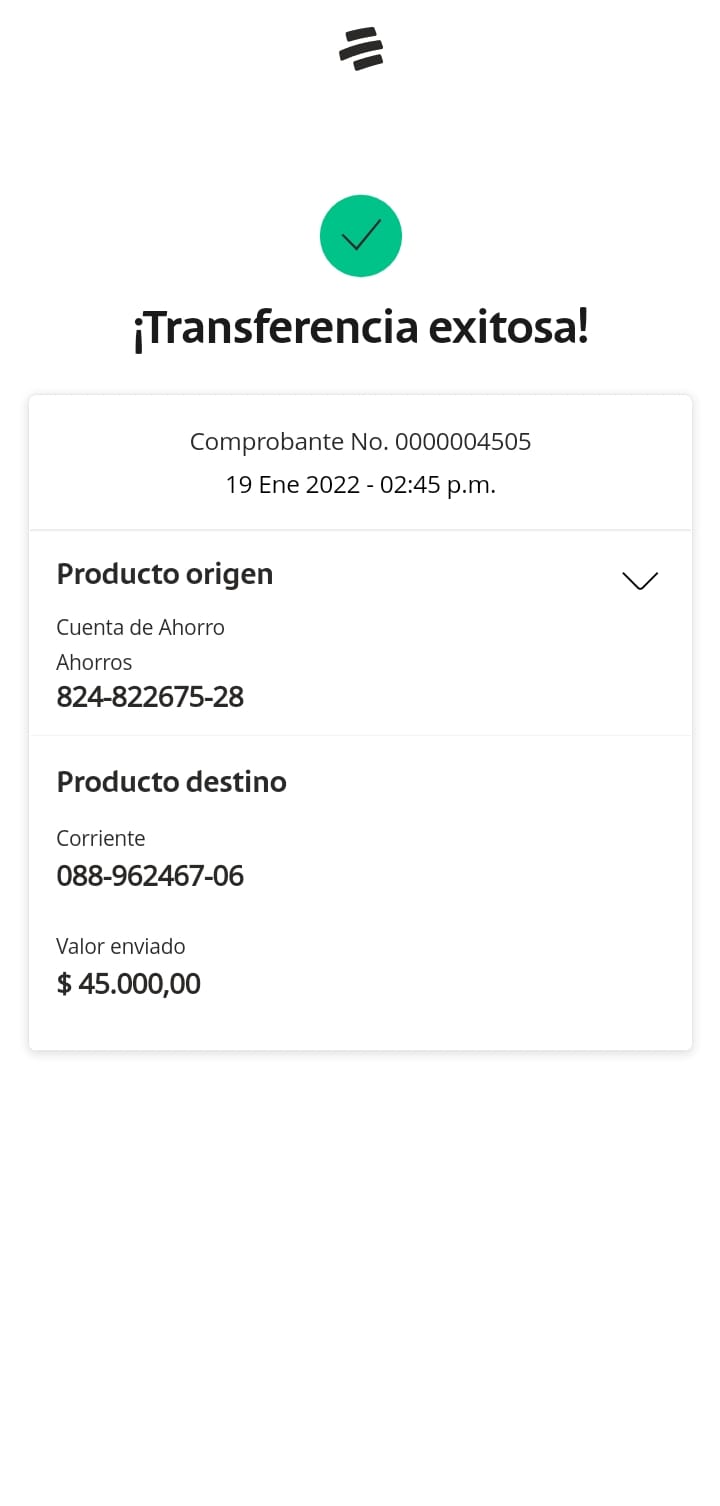 ¡Transferencia exitosa!
Comprobante No. 0000004505
19 Ene 2022 - 02:45 p.m.
Producto origen
Cuenta de Ahorro
Ahorros
824-822675-28
Producto destino
Corriente
088-962467-06
Valor enviado
$ 45.000,00